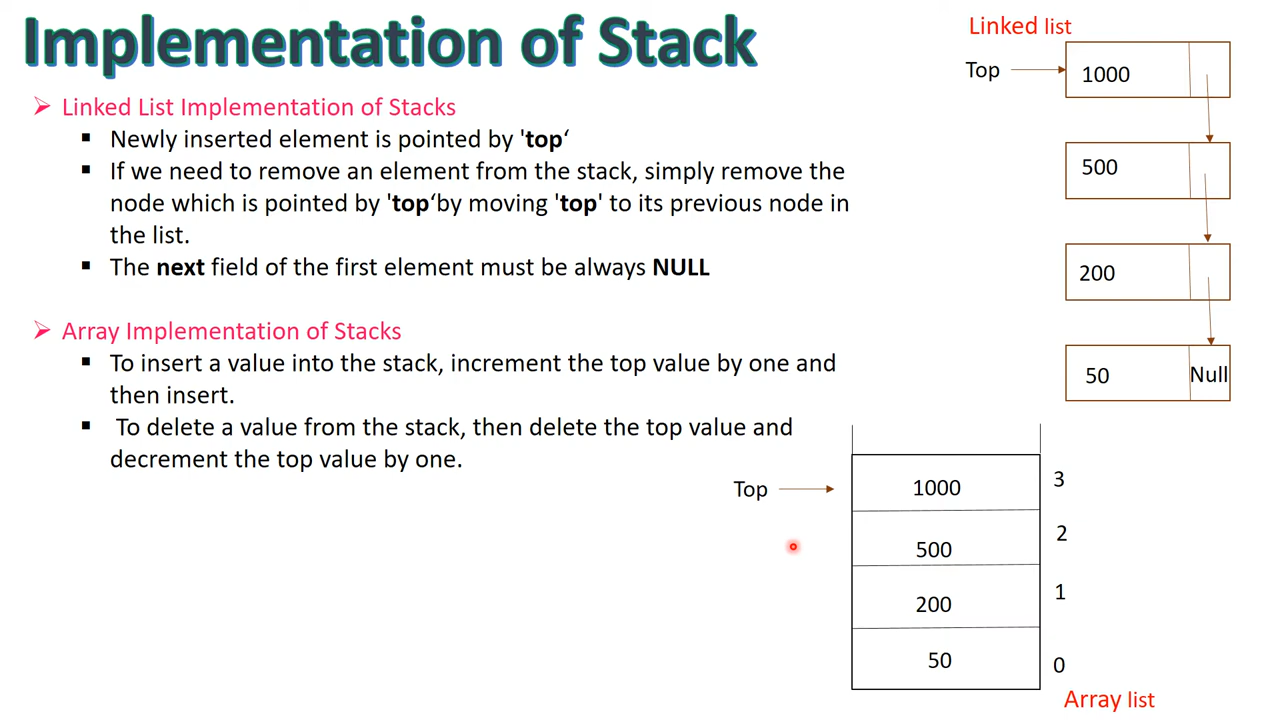 Implementation of Stack
➢ Linked List Implementation of Stacks
▪ Newly inserted element is pointed by 'top‘
▪ If we need to remove an element from the stack, simply remove the
node which is pointed by 'top‘by moving 'top' to its previous node in
the list.
▪ The next field of the first element must be always NULL
➢ Array Implementation of Stacks
▪ To insert a value into the stack, increment the top value by one and
then insert.
▪ To delete a value from the stack, then delete the top value and
decrement the top value by one.
Linked list
Top
1000
500
200
50 Null
Top
1000 3
500 2
200 1
50 0
Array list